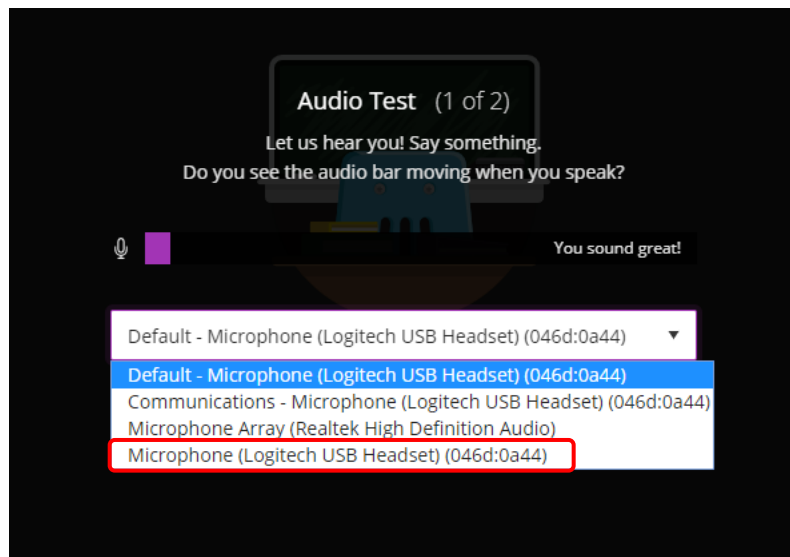 Audio Test (1 of 2)
Let us hear you! Say something.
Do you see the audio bar moving when you speak?
You sound great!
Default - Microphone (Logitech USB Headset) (046d:0a44)
Default - Microphone (Logitech USB Headset) (046d:0a44)
Communications - Microphone (Logitech USB Headset) (046d:0a44)
Microphone Array (Realtek High Definition Audio)
Microphone (Logitech USB Headset) (046d:0a44)